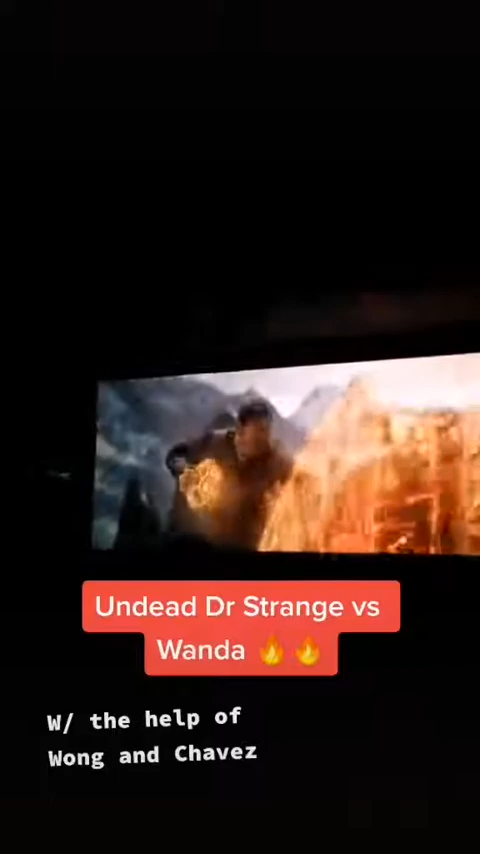 Undead Dr Strange vs
Wanda 🔥🔥
W/ the help of
Wong and Chavez